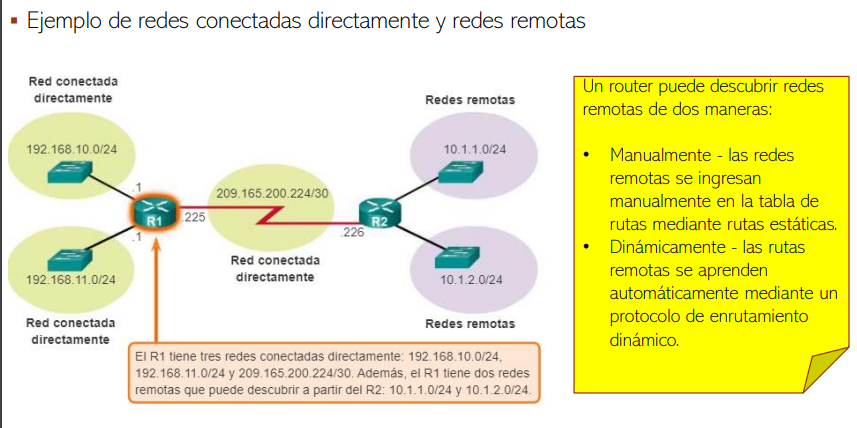 Ejemplo de redes conectadas directamente y redes remotas
Red conectada
directamente
192.168.10.0/24
.1
R1
.1
192.168.11.0/24
Red conectada
directamente
.225
209.165.200.224/30
.226
Red conectada
directamente
R2
Redes remotas
10.1.1.0/24
10.1.2.0/24
Redes remotas
El R1 tiene tres redes conectadas directamente: 192.168.10.0/24,
192.168.11.0/24 y 209.165.200.224/30. Además, el R1 tiene dos redes
remotas que puede descubrir a partir del R2: 10.1.1.0/24 y 10.1.2.0/24.
Un router puede descubrir redes
remotas de dos maneras:
• Manualmente - las redes
remotas se ingresan
manualmente en la tabla de
rutas mediante rutas estáticas.
• Dinámicamente - las rutas
remotas se aprenden
automáticamente mediante un
protocolo de enrutamiento
dinámico.